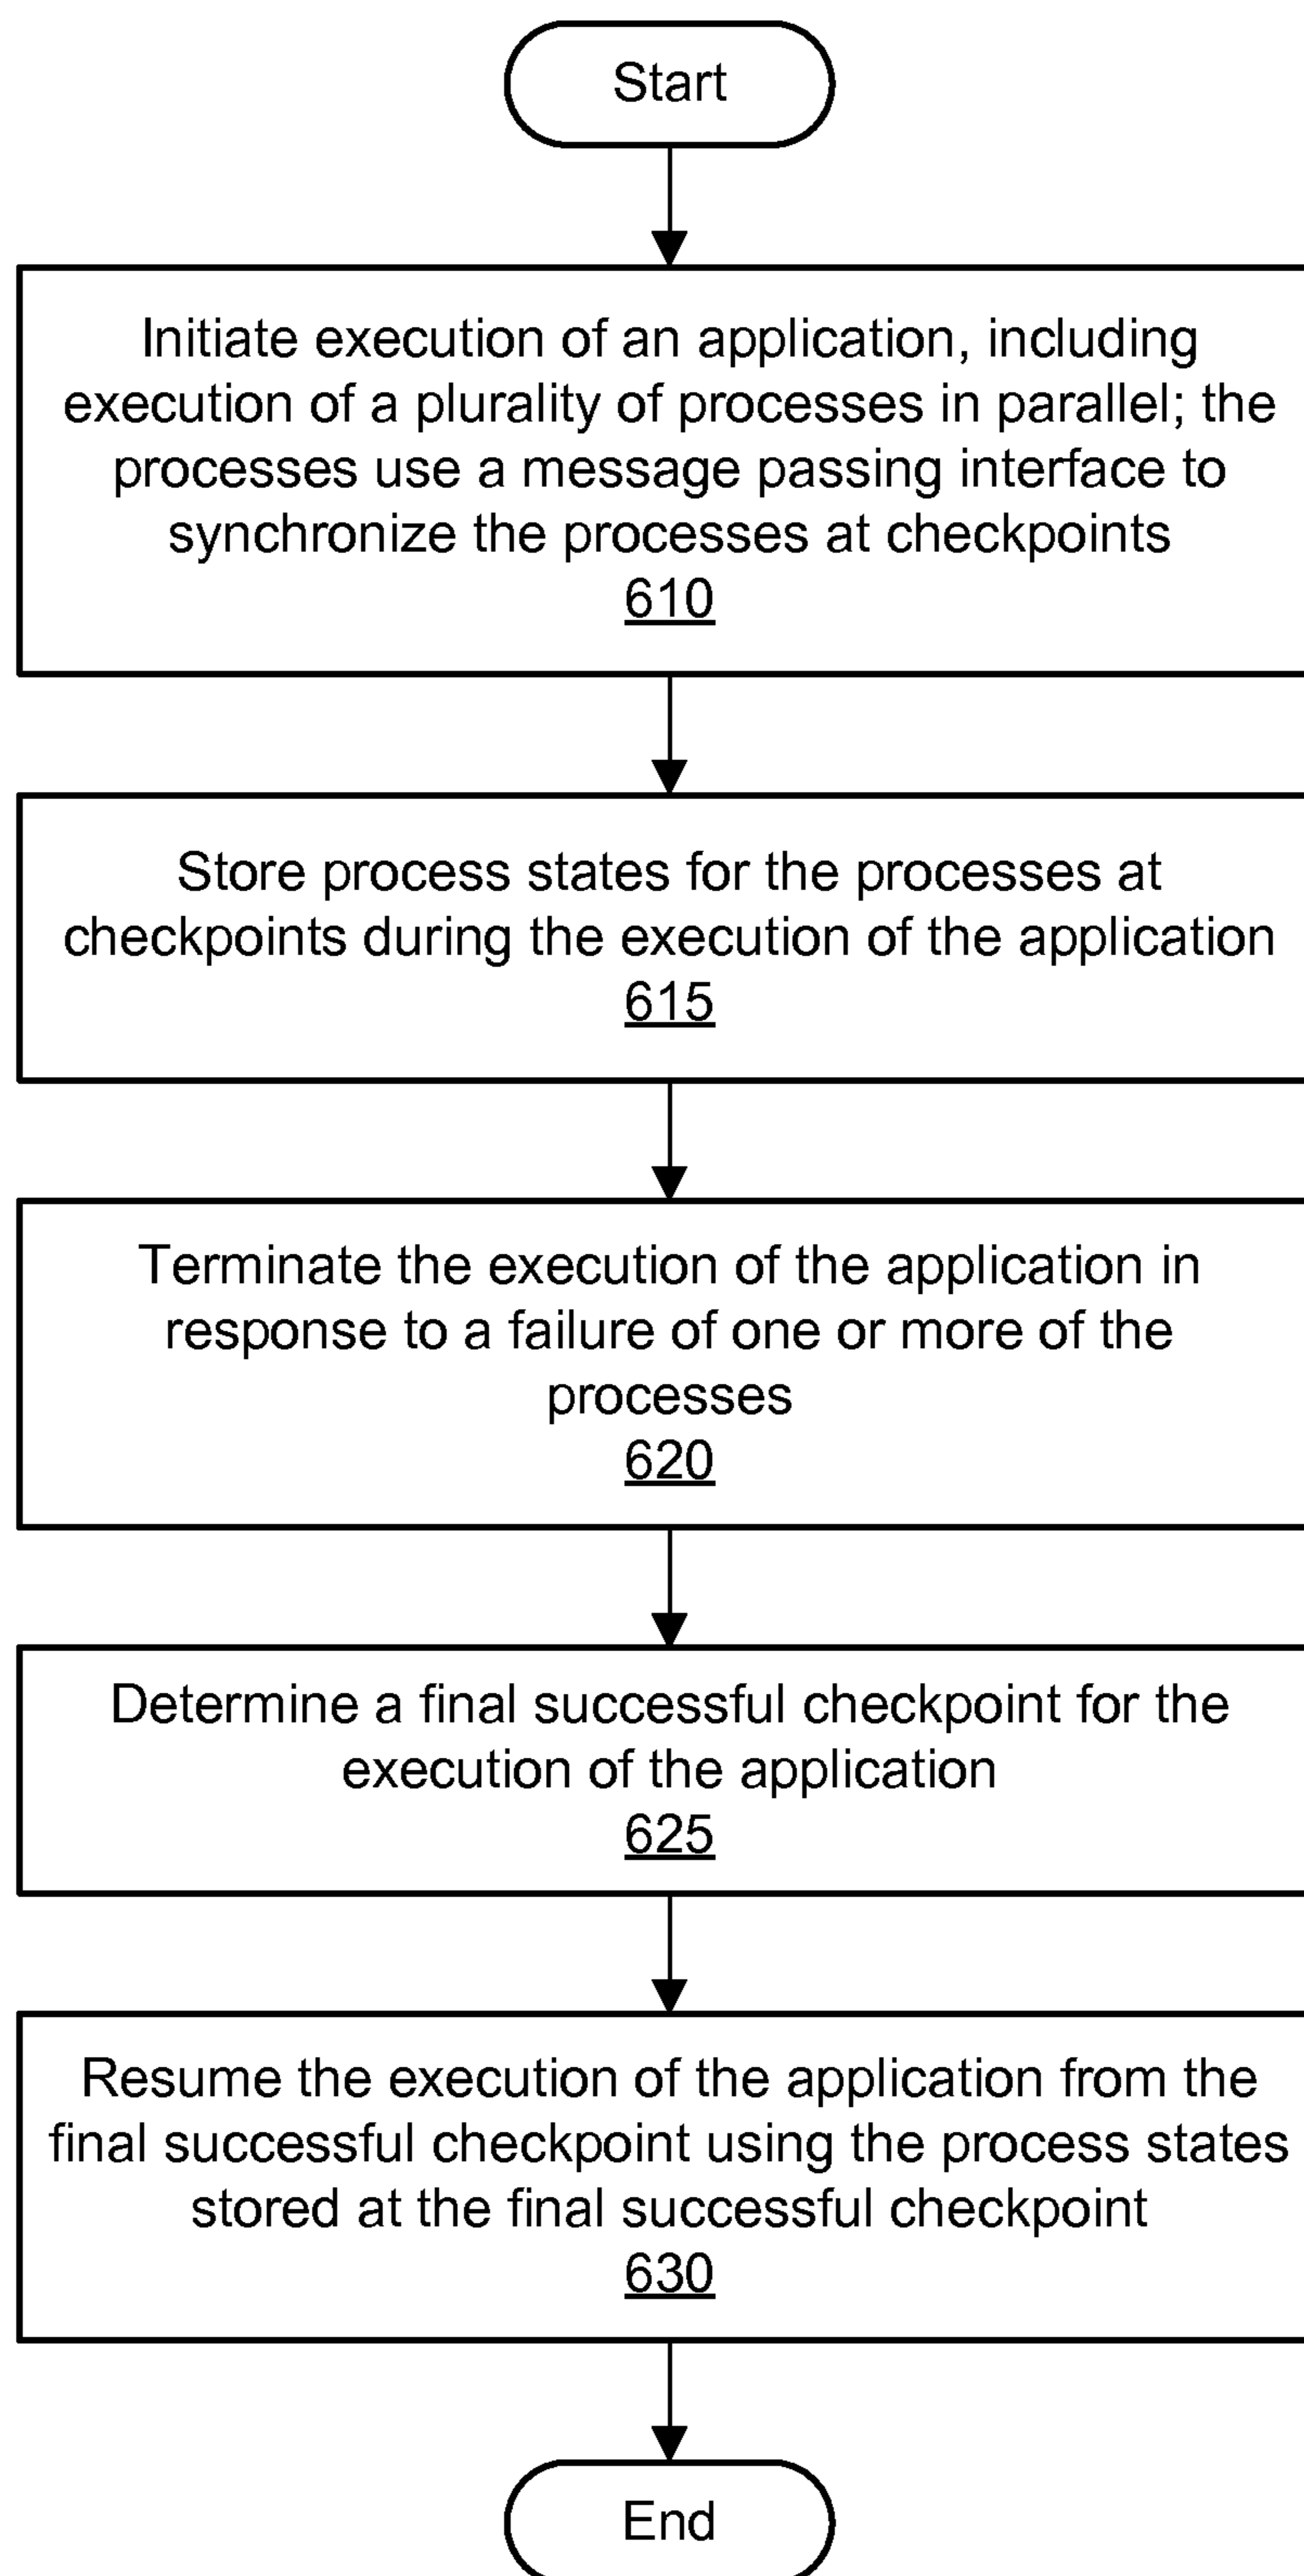 Start
Initiate execution of an application, including
execution of a plurality of processes in parallel; the
processes use a message passing interface to
synchronize the processes at checkpoints
610
Store process states for the processes at
checkpoints during the execution of the application
615
Terminate the execution of the application in
response to a failure of one or more of the
processes
620
Determine a final successful checkpoint for the
execution of the application
625
Resume the execution of the application from the
final successful checkpoint using the process states
stored at the final successful checkpoint
630
End